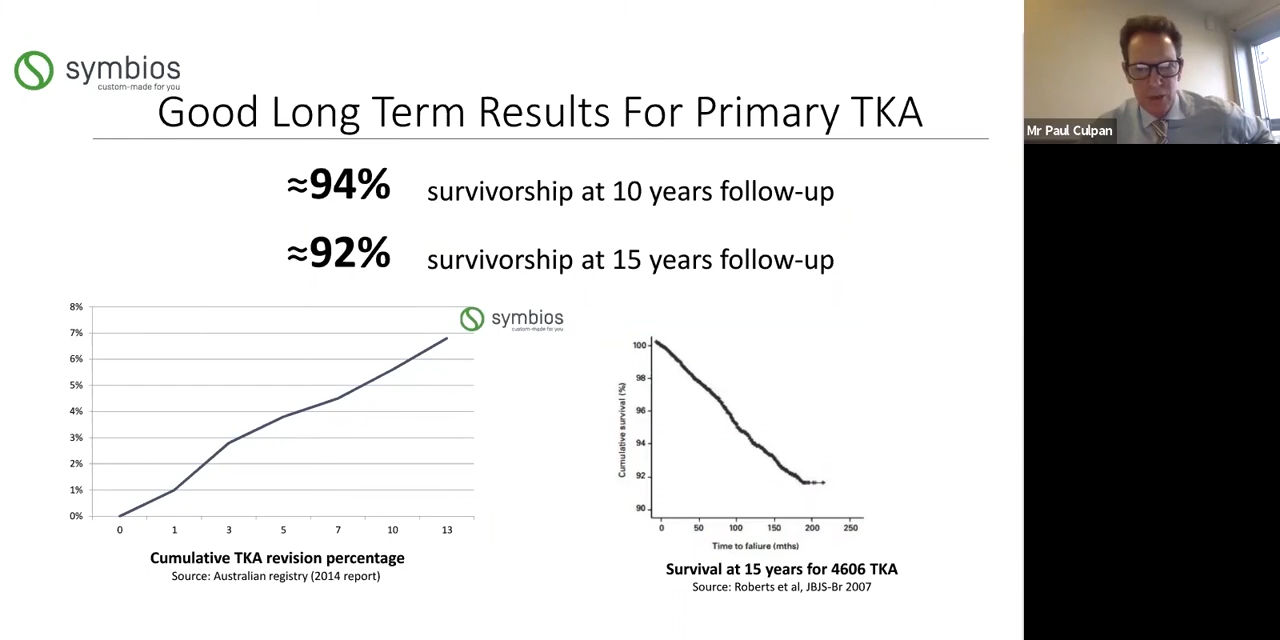 symbios
custom-made for you
Good Long Term Results For Primary TKA
≈94% survivorship at 10 years follow-up
≈92% survivorship at 15 years follow-up
8%
7%
6%
5%
4%
3%
2%
1%
0%
0 1 3 5 7 10 13
Cumulative TKA revision percentage
Source: Australian registry (2014 report)
symbios
custom-made for you
Cumulative survival (%)
100
98
96
94
92
90
0 50 100 150 200 250
Time to faliure (mths)
Survival at 15 years for 4606 TKA
Source: Roberts et al, JBJS-Br 2007
Mr Paul Culpan